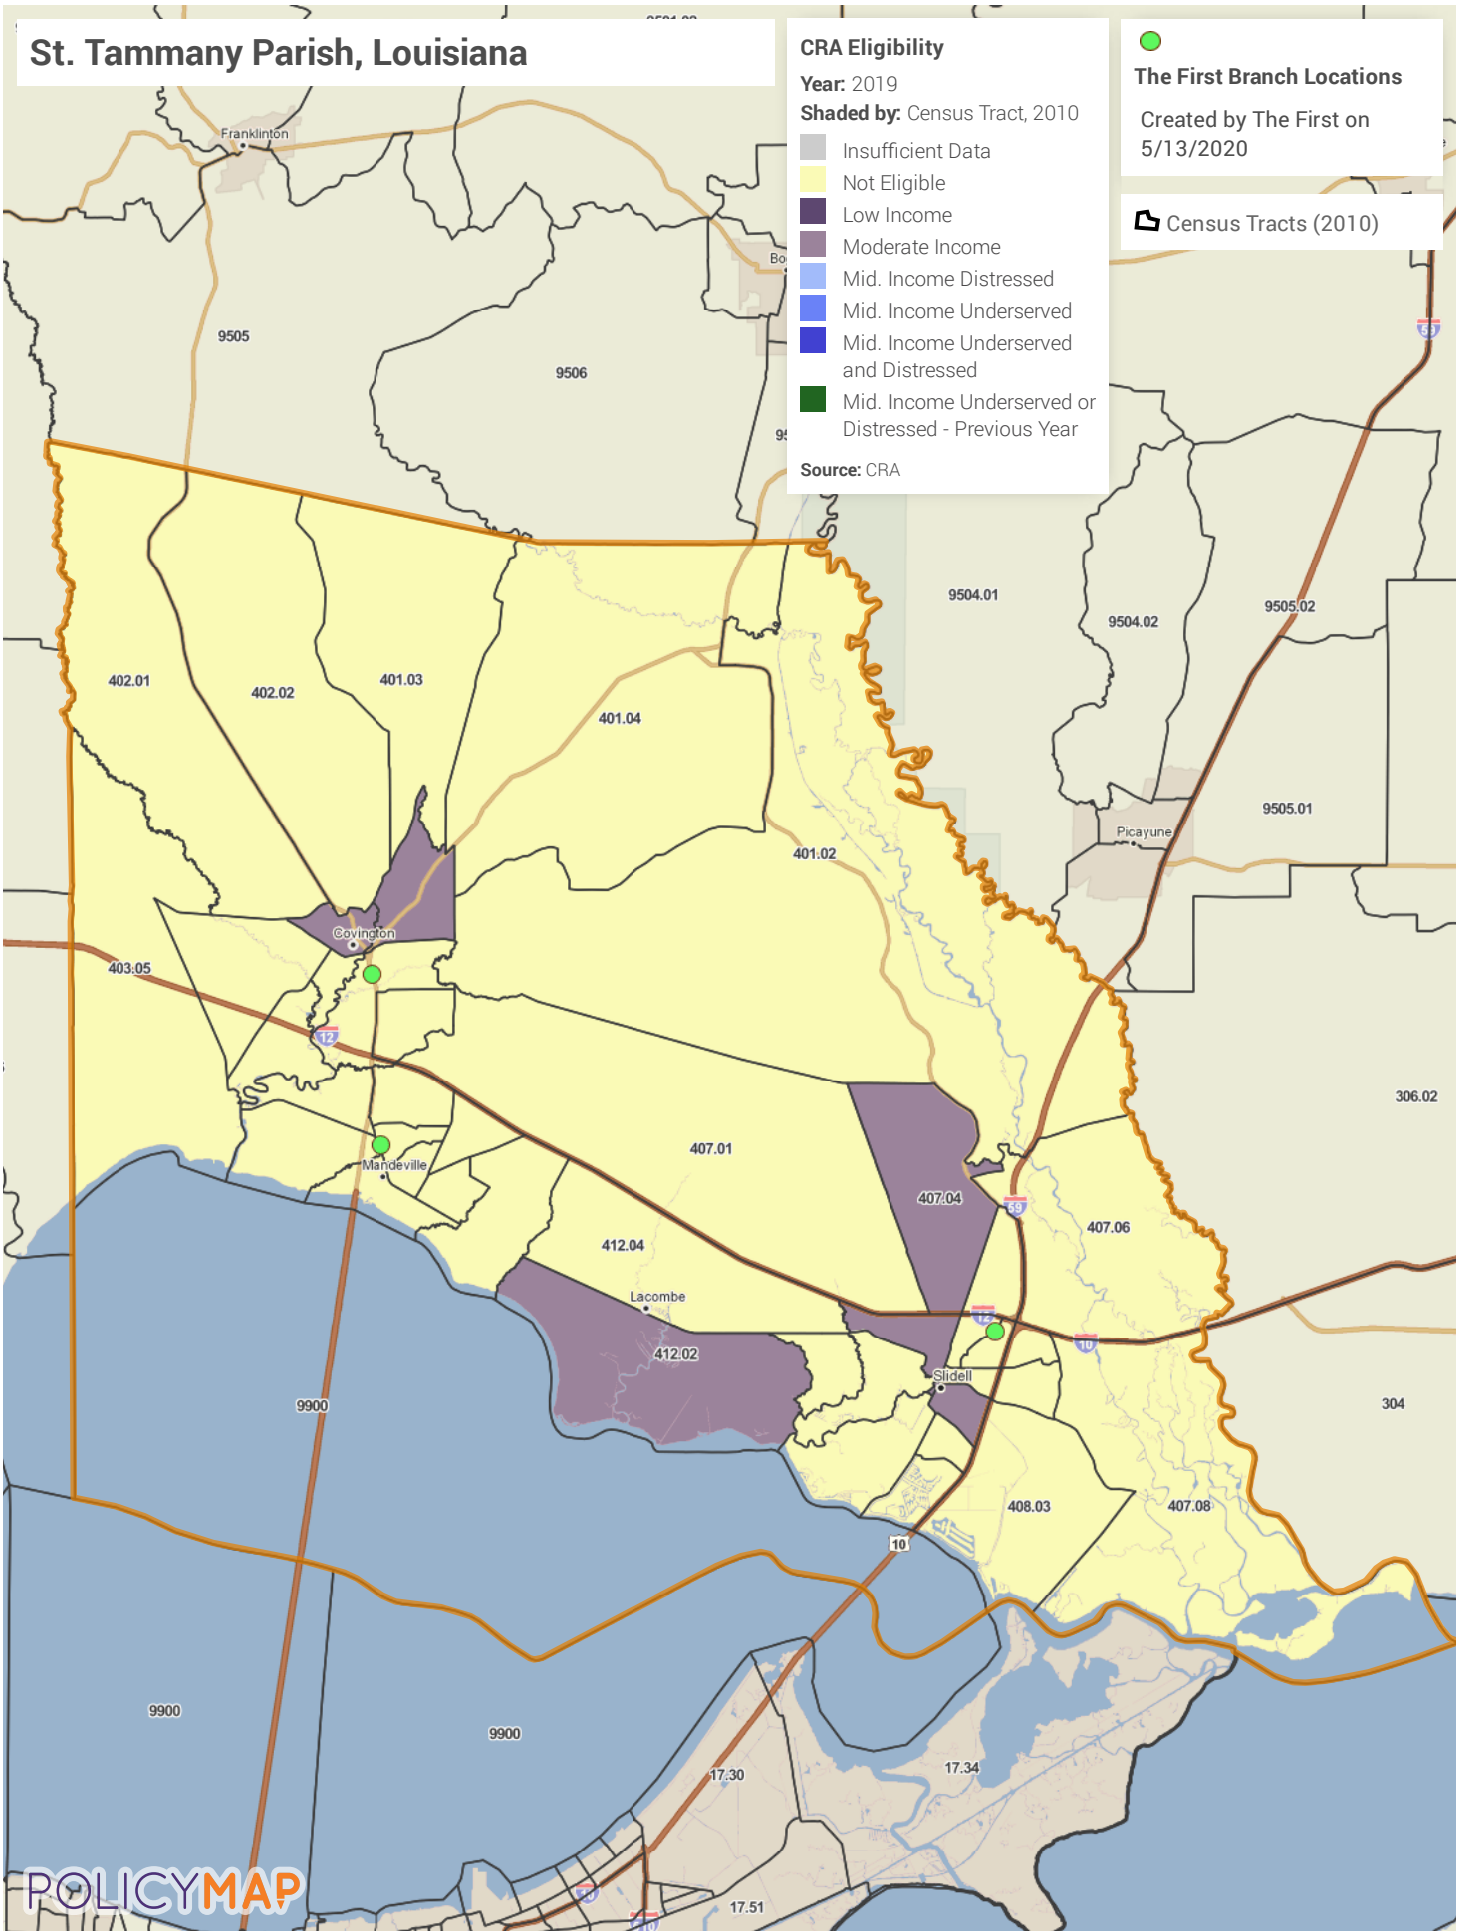 St. Tammany Parish, Louisiana
CRA Eligibility
Year: 2019
Shaded by: Census Tract, 2010
Insufficient Data
Not Eligible
Low Income
Moderate Income
Mid. Income Distressed
Mid. Income Underserved
Mid. Income Underserved
and Distressed
Mid. Income Underserved or
Distressed - Previous Year
Source: CRA
The First Branch Locations
Created by The First on
5/13/2020
Census Tracts (2010)
Franklinton
9505
9506
59
9504.01
9504.02
9505.02
402.01
402.02
401.03
401.04
9505.01
Picayune
401.02
Covington
403.05
12
306.02
407.01
Mandeville
407.04
59
407.06
412.04
Lacombe
12
10
412.02
Slidell
9900
304
408.03
407.08
10
9900
9900
17.30
17.34
17.51
10
POLICYMAP